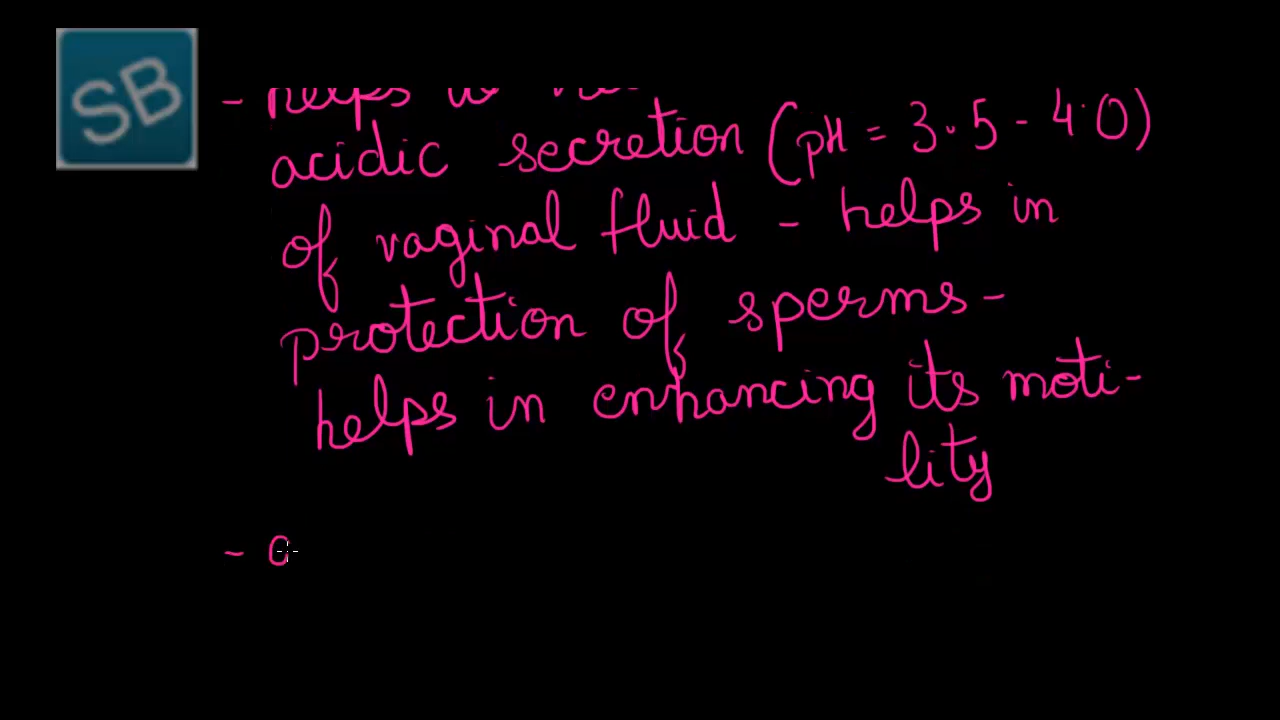 SB
- helps
acidic secretion (pH = 3.5 - 4.0)
of vaginal fluid - helps in
protection of sperms -
helps in enhancing its moti-
lity
-